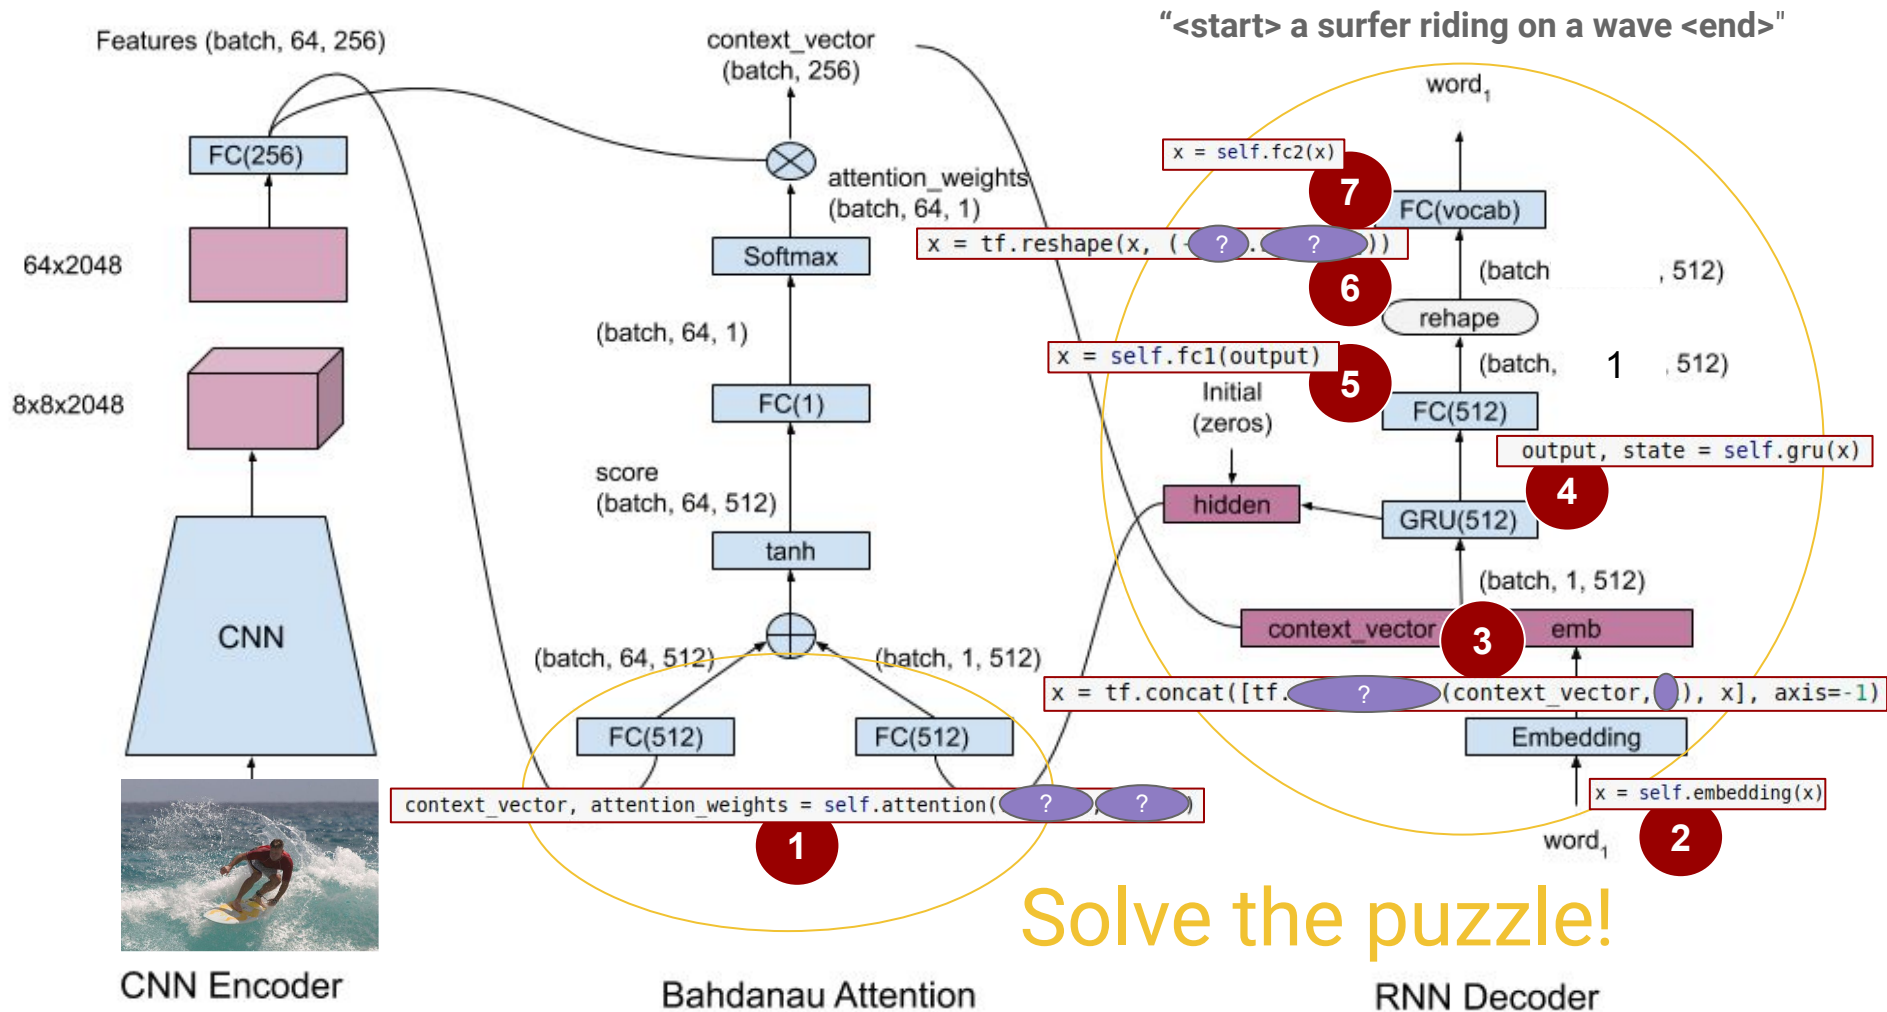 “<start> a surfer riding on a wave <end>"
Features (batch, 64, 256)
FC(256)
64x2048
8x8x2048
CNN
CNN Encoder
context_vector
(batch, 256)
attention_weights
(batch, 64, 1)
Softmax
(batch, 64, 1)
FC(1)
score
(batch, 64, 512)
tanh
(batch, 64, 512)
(batch, 1, 512)
FC(512)
FC(512)
context_vector, attention_weights = self.attention( ? , ? )
1
Bahdanau Attention
word1
x = self.fc2(x)
7
FC(vocab)
x = tf.reshape(x, (- ? . ? ))
6
(batch , 512)
rehape
x = self.fc1(output)
5
(batch, 1 , 512)
Initial
(zeros)
FC(512)
output, state = self.gru(x)
4
hidden
GRU(512)
(batch, 1, 512)
context_vector
3
emb
x = tf.concat([tf. ? (context_vector, ), x], axis=-1)
Embedding
x = self.embedding(x)
2
word1
Solve the puzzle!
RNN Decoder